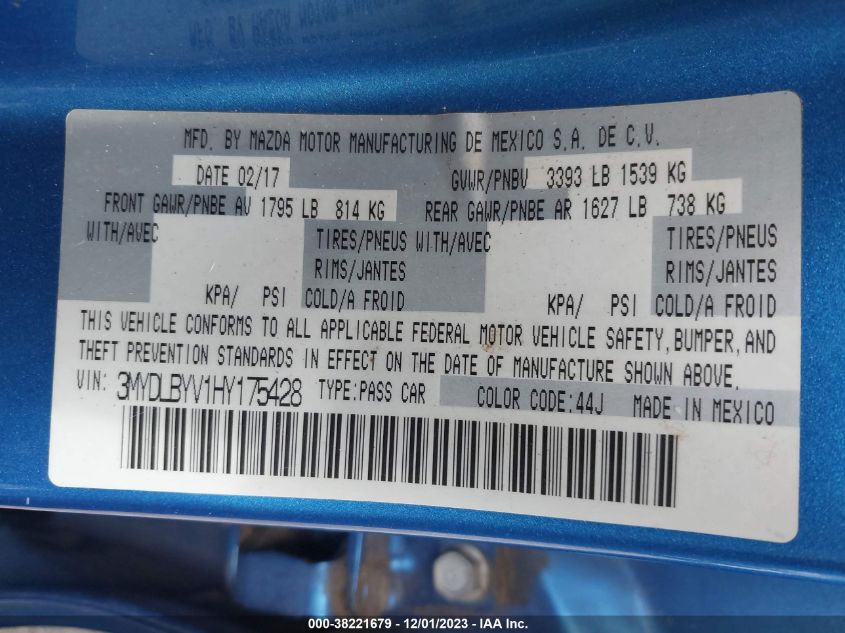 MFD. BY MAZDA MOTOR MANUFACTURING DE MEXICO S.A. DE C.V.
DATE 02/17 GVWR/PNBV 3393 LB 1539 KG
FRONT GAWR/PNBE AV 1795 LB 814 KG REAR GAWR/PNBE AR 1627 LB 738 KG
WITH/AVEC TIRES/PNEUS WITH/AVEC TIRES/PNEUS
RIMS/JANTES RIMS/JANTES
KPA/ PSI COLD/A FROID KPA/ PSI COLD/A FROID
THIS VEHICLE CONFORMS TO ALL APPLICABLE FEDERAL MOTOR VEHICLE SAFETY, BUMPER, AND
THEFT PREVENTION STANDARDS IN EFFECT ON THE DATE OF MANUFACTURE SHOWN ABOVE.
VIN: 3MYDLBYV1HY175428 TYPE:PASS CAR COLOR CODE:44J MADE IN MEXICO
000-38221679 - 12/01/2023 - IAA Inc.